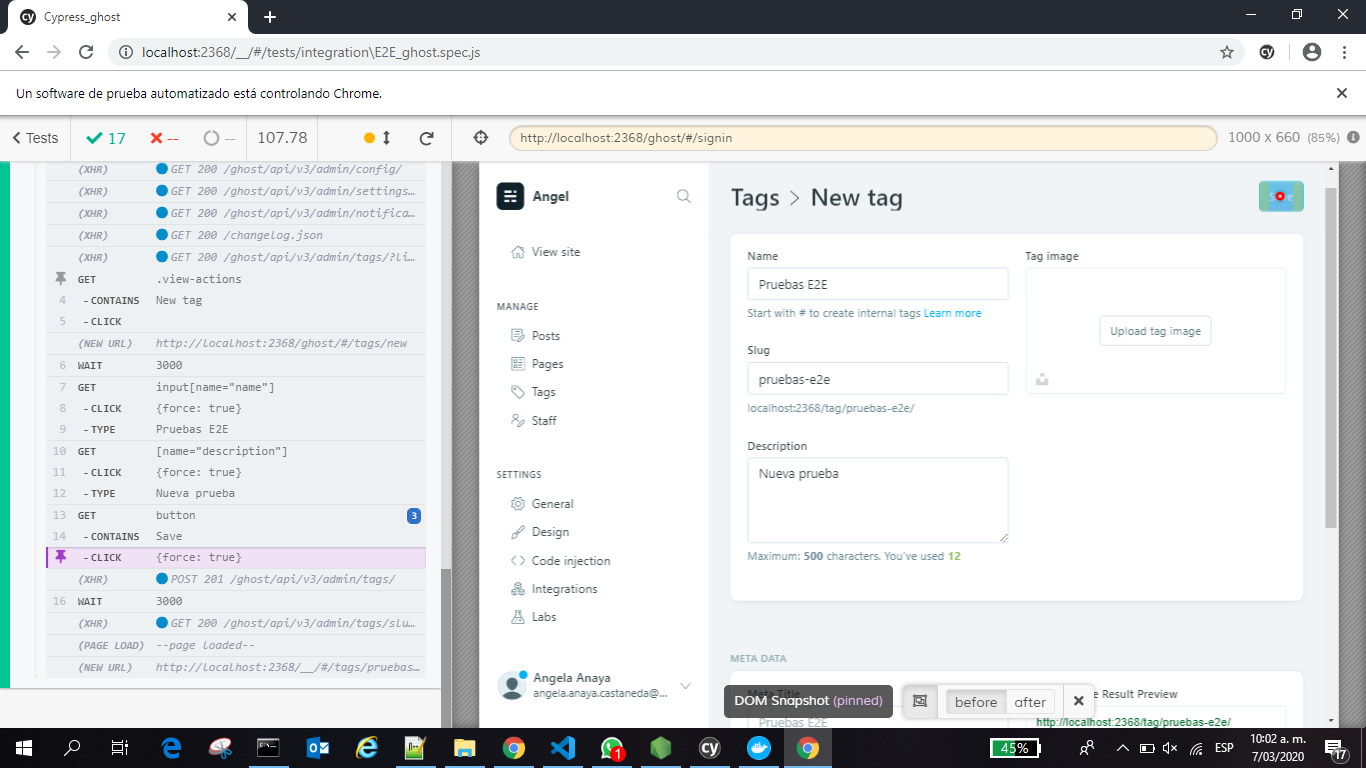 Cypress_ghost
localhost:2368/__/#/tests/integration\E2E_ghost.spec.js
Un software de prueba automatizado está controlando Chrome.
Tests 17 -- -- 107.78
http://localhost:2368/ghost/#/signin
1000 x 660 (85%)
(XHR) GET 200 /ghost/api/v3/admin/config/
(XHR) GET 200 /ghost/api/v3/admin/settings…
(XHR) GET 200 /ghost/api/v3/admin/notifica…
(XHR) GET 200 /changelog.json
(XHR) GET 200 /ghost/api/v3/admin/tags/?li…
GET .view-actions
4 -CONTAINS New tag
5 -CLICK
(NEW URL) http://localhost:2368/ghost/#/tags/new
6 WAIT 3000
7 GET input[name="name"]
8 -CLICK {force: true}
9 -TYPE Pruebas E2E
10 GET [name="description"]
11 -CLICK {force: true}
12 -TYPE Nueva prueba
13 GET button 3
14 -CONTAINS Save
-CLICK {force: true}
(XHR) POST 201 /ghost/api/v3/admin/tags/
16 WAIT 3000
(XHR) GET 200 /ghost/api/v3/admin/tags/slu…
(PAGE LOAD) --page loaded--
(NEW URL) http://localhost:2368/__/#/tags/pruebas…
Angel
View site
MANAGE
Posts
Pages
Tags
Staff
SETTINGS
General
Design
Code injection
Integrations
Labs
Angela Anaya
angela.anaya.castaneda@...
Tags > New tag
Name
Pruebas E2E
Start with # to create internal tags Learn more
Slug
pruebas-e2e
localhost:2368/tag/pruebas-e2e/
Description
Nueva prueba
Maximum: 500 characters. You've used 12
Tag image
Upload tag image
META DATA
Meta Title
Pruebas E2E
Result Preview
http://localhost:2368/tag/pruebas-e2e/
DOM Snapshot (pinned)
before after
45%
1
ESP
10:02 a. m.
7/03/2020
17